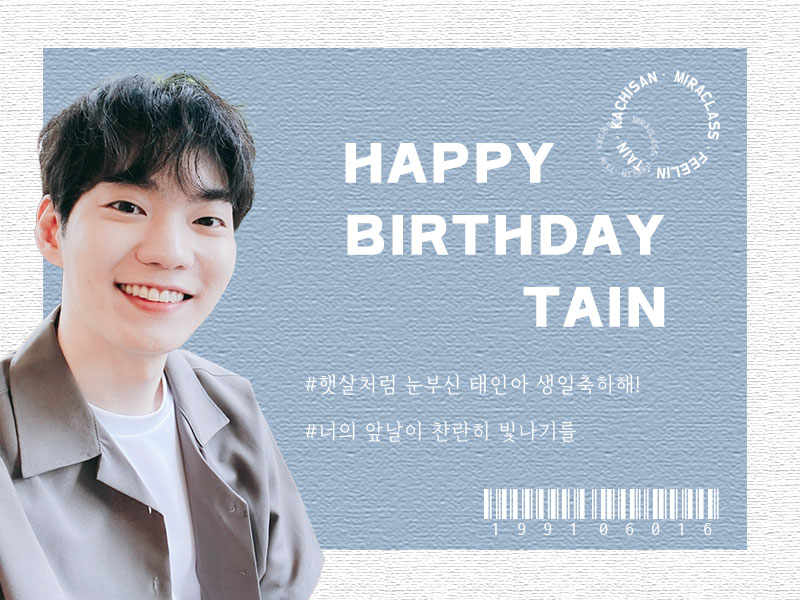 KACHISAN · MIRACLASS · FEELIN · TAIN ·
HAPPY
BIRTHDAY
TAIN
#햇살처럼 눈부신 태인아 생일축하해!
#너의 앞날이 찬란히 빛나기를
199106016